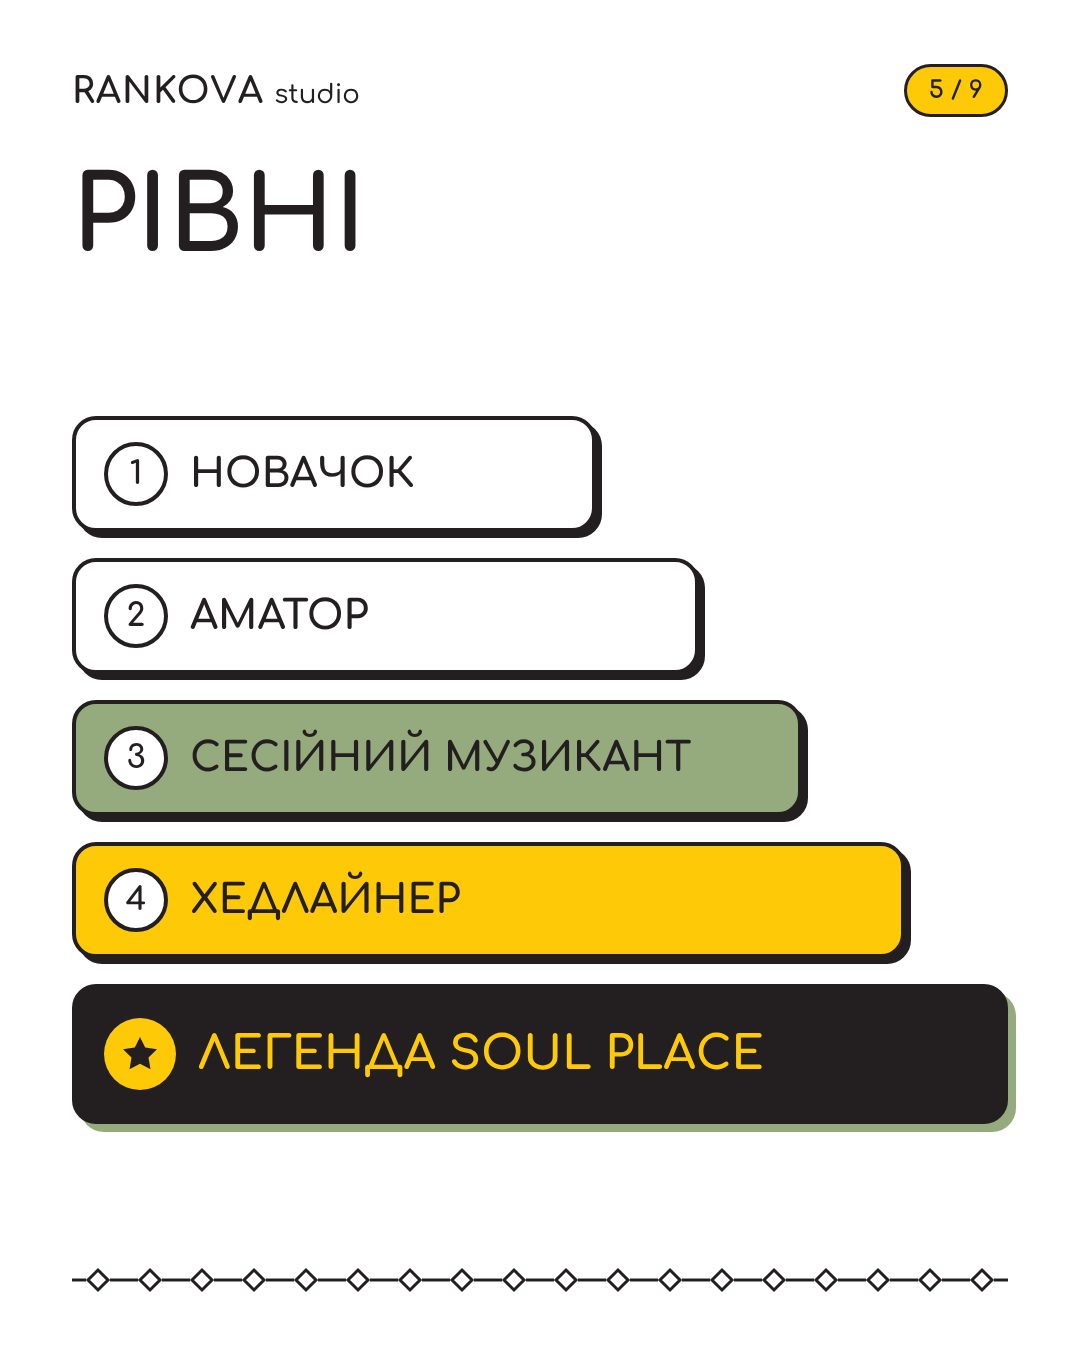 RANKOVA studio
5 / 9
РІВНІ
1 НОВАЧОК
2 АМАТОР
3 СЕСІЙНИЙ МУЗИКАНТ
4 ХЕДЛАЙНЕР
ЛЕГЕНДА SOUL PLACE